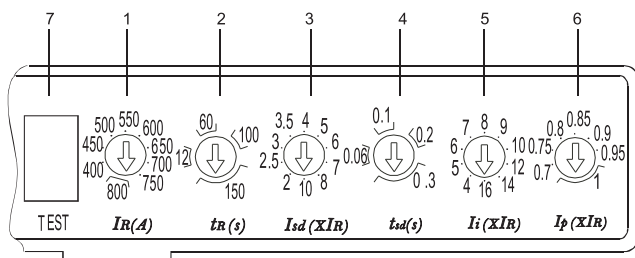 7 1 2 3 4 5 6
400 450 500 550 600 650 700 750 800
12 60 100 150
2 2.5 3 3.5 4 5 6 7 8 10
0.06 0.1 0.2 0.3
4 5 6 7 8 9 10 12 14 16
0.7 0.75 0.8 0.85 0.9 0.95 1
TEST IR(A) tR(s) Isd(XIR) tsd(s) Ii(XIR) Ip(XIR)